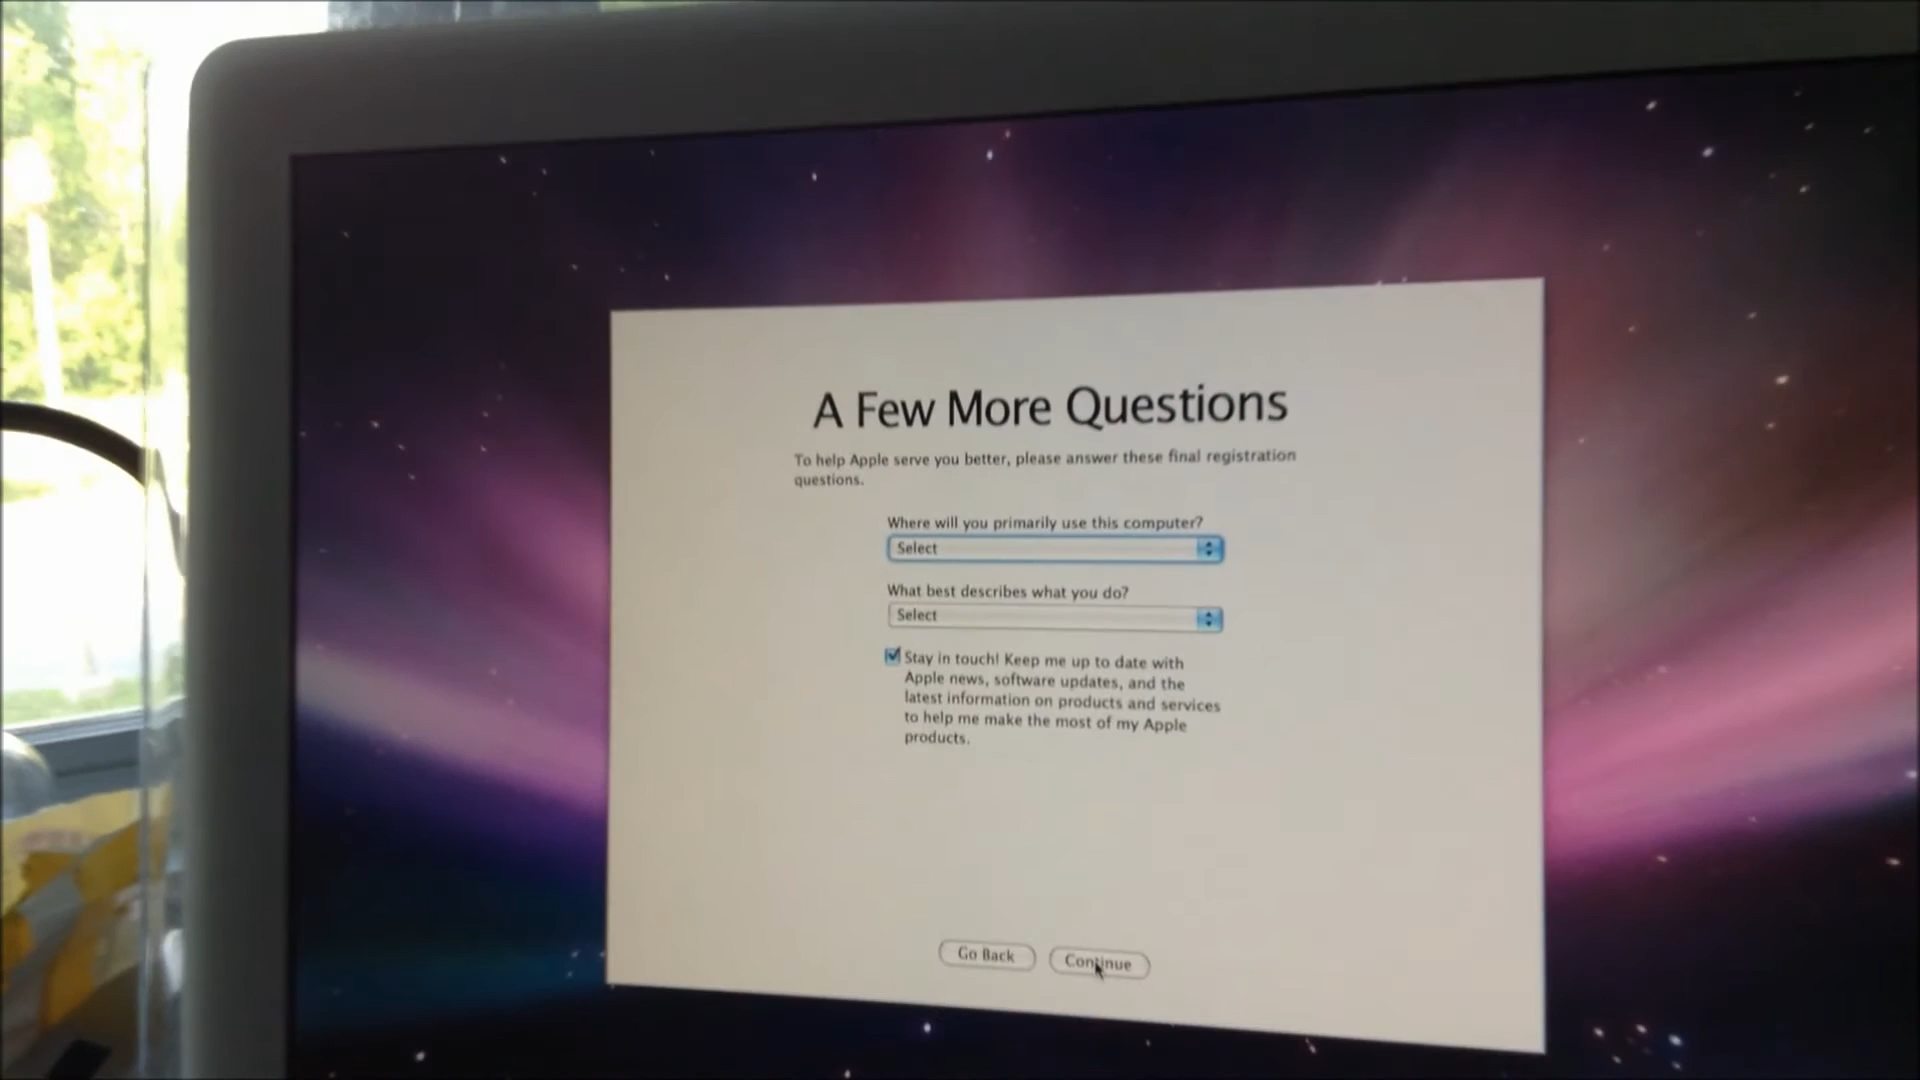 A Few More Questions
To help Apple serve you better, please answer these final registration
questions.
Where will you primarily use this computer?
Select
What best describes what you do?
Select
Stay in touch! Keep me up to date with
Apple news, software updates, and the
latest information on products and services
to help me make the most of my Apple
products.
Go Back
Continue